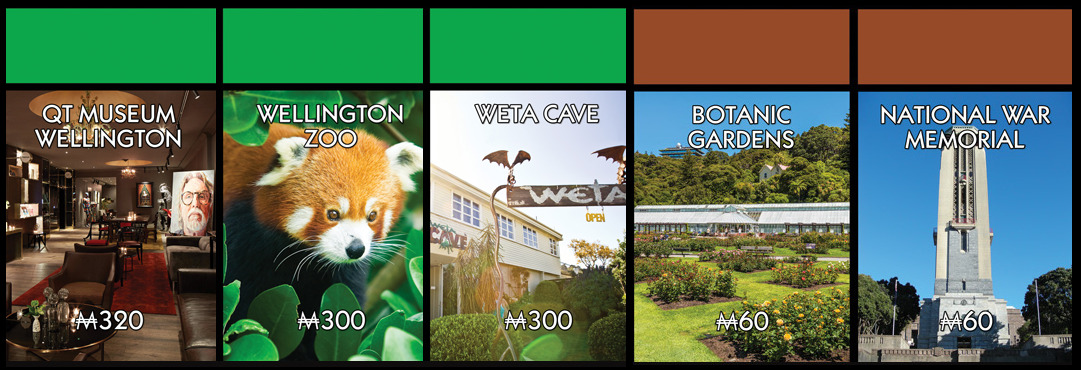 QT MUSEUM
WELLINGTON
₩320
WELLINGTON
ZOO
₩300
WETA CAVE
WETA
OPEN
CAVE
₩300
BOTANIC
GARDENS
₩60
NATIONAL WAR
MEMORIAL
₩60